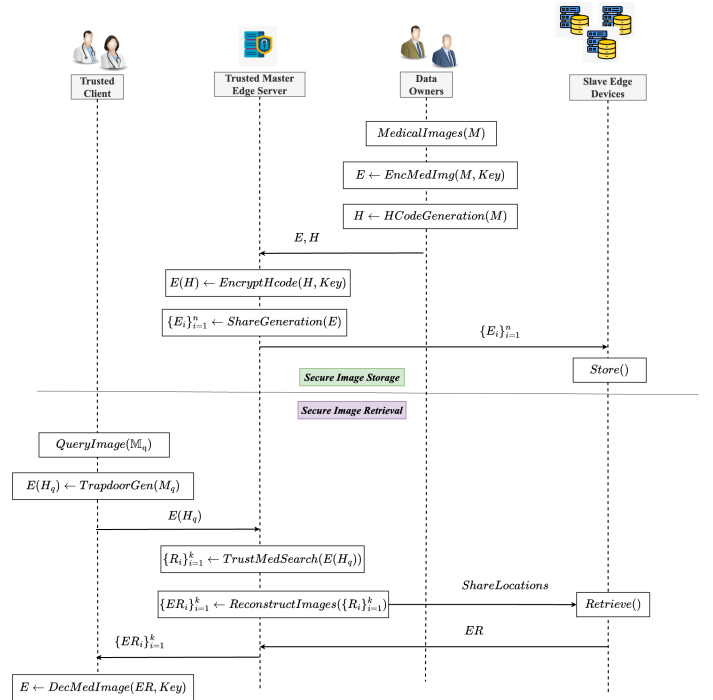 Trusted Client
Trusted Master Edge Server
Data Owners
Slave Edge Devices
MedicalImages(M)
E ← EncMedImg(M, Key)
H ← HCodeGeneration(M)
E, H
E(H) ← EncryptHcode(H, Key)
{E_i}_{i=1}^n ← ShareGeneration(E)
{E_i}_{i=1}^n
Store()
Secure Image Storage
Secure Image Retrieval
QueryImage(𝕄_q)
E(H_q) ← TrapdoorGen(M_q)
E(H_q)
{R_i}_{i=1}^k ← TrustMedSearch(E(H_q))
ShareLocations
{ER_i}_{i=1}^k ← ReconstructImages({R_i}_{i=1}^k)
Retrieve()
ER
{ER_i}_{i=1}^k
E ← DecMedImage(ER, Key)